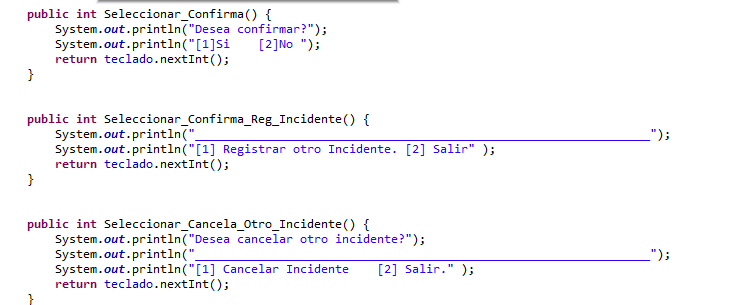 public int Seleccionar_Confirma() {
System.out.println("Desea confirmar?");
System.out.println("[1]Si    [2]No ");
return teclado.nextInt();
}
public int Seleccionar_Confirma_Reg_Incidente() {
System.out.println("_________________________________________________________________");
System.out.println("[1] Registrar otro Incidente. [2] Salir" );
return teclado.nextInt();
}
public int Seleccionar_Cancela_Otro_Incidente() {
System.out.println("Desea cancelar otro incidente?");
System.out.println("_________________________________________________________________");
System.out.println("[1] Cancelar Incidente    [2] Salir." );
return teclado.nextInt();
}